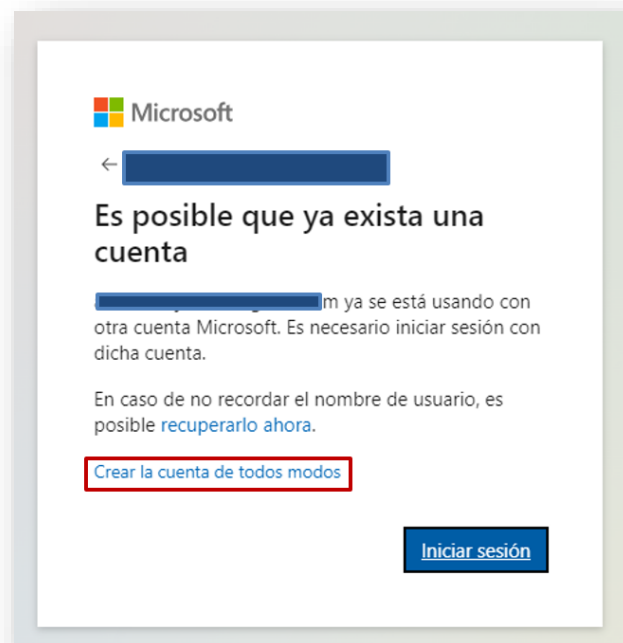 Microsoft
Es posible que ya exista una
cuenta
m ya se está usando con
otra cuenta Microsoft. Es necesario iniciar sesión con
dicha cuenta.
En caso de no recordar el nombre de usuario, es
posible recuperarlo ahora.
Crear la cuenta de todos modos
Iniciar sesión